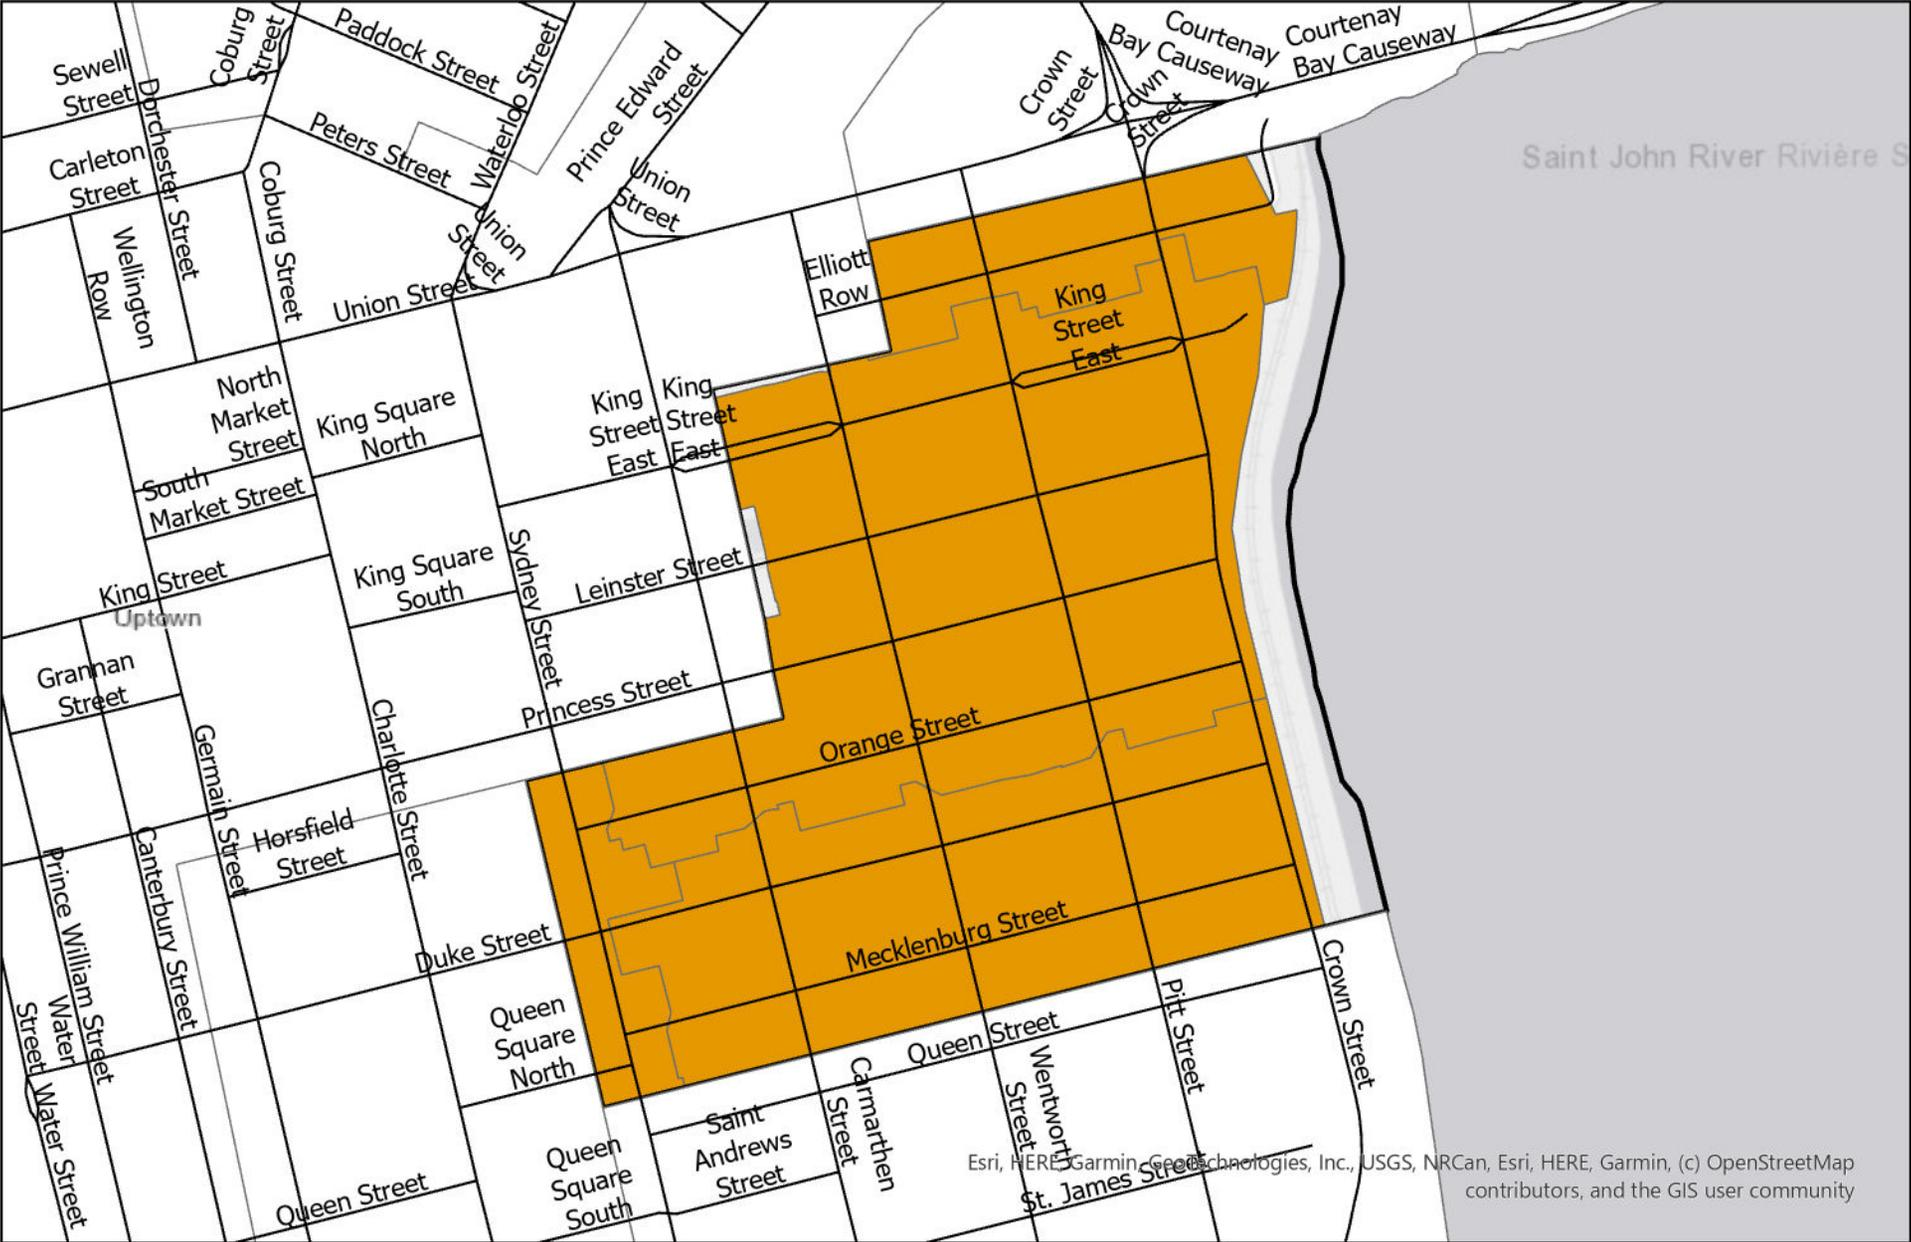 Sewell
Street
Coburg
Street
Paddock Street
Waterloo Street
Prince Edward
Street
Crown
Street
Courtenay
Bay Causeway
Courtenay
Bay Causeway
Crown
Street
Dorchester Street
Carleton
Street
Peters Street
Union
Street
Saint John River Rivière S
Wellington
Row
Coburg Street
Union
Street
Union Street
Elliott
Row
King
Street
East
North
Market
Street
King Square
North
King
Street
East
King
Street
East
South
Market Street
King Street
Uptown
King Square
South
Sydney Street
Leinster Street
Grannan
Street
Princess Street
Germain Street
Charlotte Street
Orange Street
Horsfield
Street
Prince William Street
Canterbury Street
Duke Street
Mecklenburg Street
Water
Street
Queen
Square
North
Queen Street
Pitt Street
Crown Street
Water Street
Saint
Andrews
Street
Carmarthen
Street
Wentworth
Street
Queen
Square
South
Queen Street
St. James Street
Esri, HERE, Garmin, GeoTechnologies, Inc., USGS, NRCan, Esri, HERE, Garmin, (c) OpenStreetMap
contributors, and the GIS user community